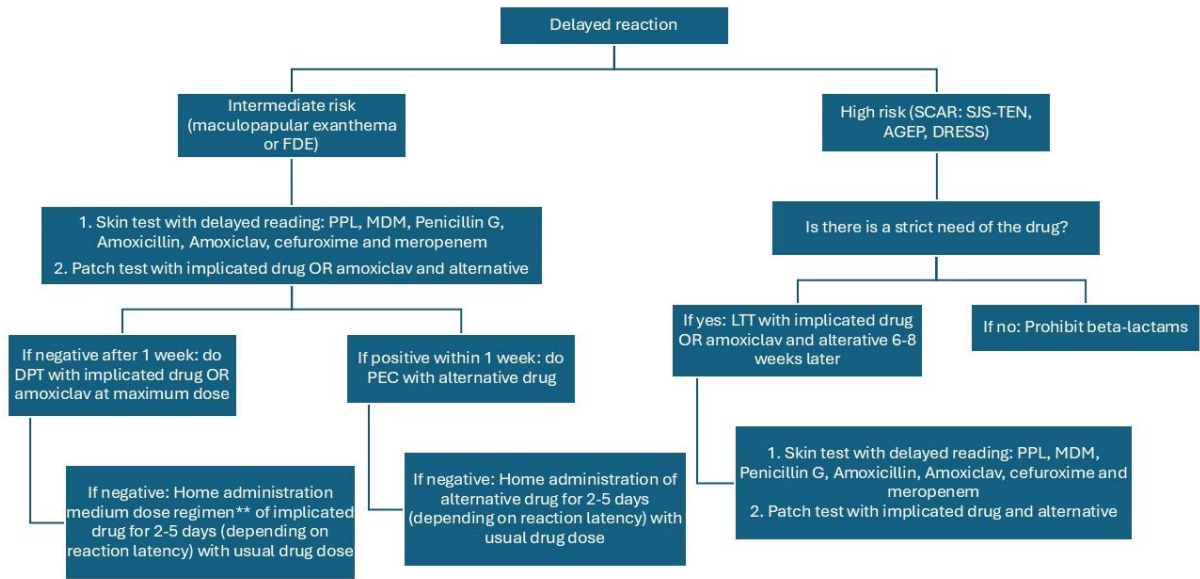 Delayed reaction
Intermediate risk
(maculopapular exanthema
or FDE)
High risk (SCAR: SJS-TEN,
AGEP, DRESS)
1. Skin test with delayed reading: PPL, MDM, Penicillin G,
Amoxicillin, Amoxiclav, cefuroxime and meropenem
2. Patch test with implicated drug OR amoxiclav and alternative
Is there is a strict need of the drug?
If negative after 1 week: do
DPT with implicated drug OR
amoxiclav at maximum dose
If positive within 1 week: do
PEC with alternative drug
If yes: LTT with implicated drug
OR amoxiclav and alterative 6-8
weeks later
If no: Prohibit beta-lactams
If negative: Home administration
medium dose regimen** of implicated
drug for 2-5 days (depending on
reaction latency) with usual drug dose
If negative: Home administration of
alternative drug for 2-5 days
(depending on reaction latency) with
usual drug dose
1. Skin test with delayed reading: PPL, MDM,
Penicillin G, Amoxicillin, Amoxiclav, cefuroxime and
meropenem
2. Patch test with implicated drug and alternative